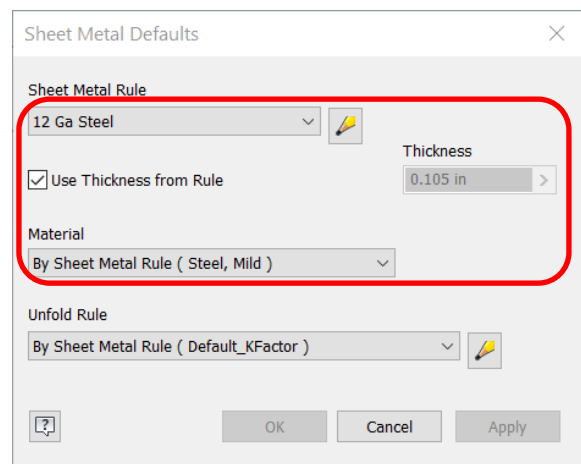 Sheet Metal Defaults
Sheet Metal Rule
12 Ga Steel
Thickness
Use Thickness from Rule
0.105 in
Material
By Sheet Metal Rule ( Steel, Mild )
Unfold Rule
By Sheet Metal Rule ( Default_KFactor )
?
OK
Cancel
Apply